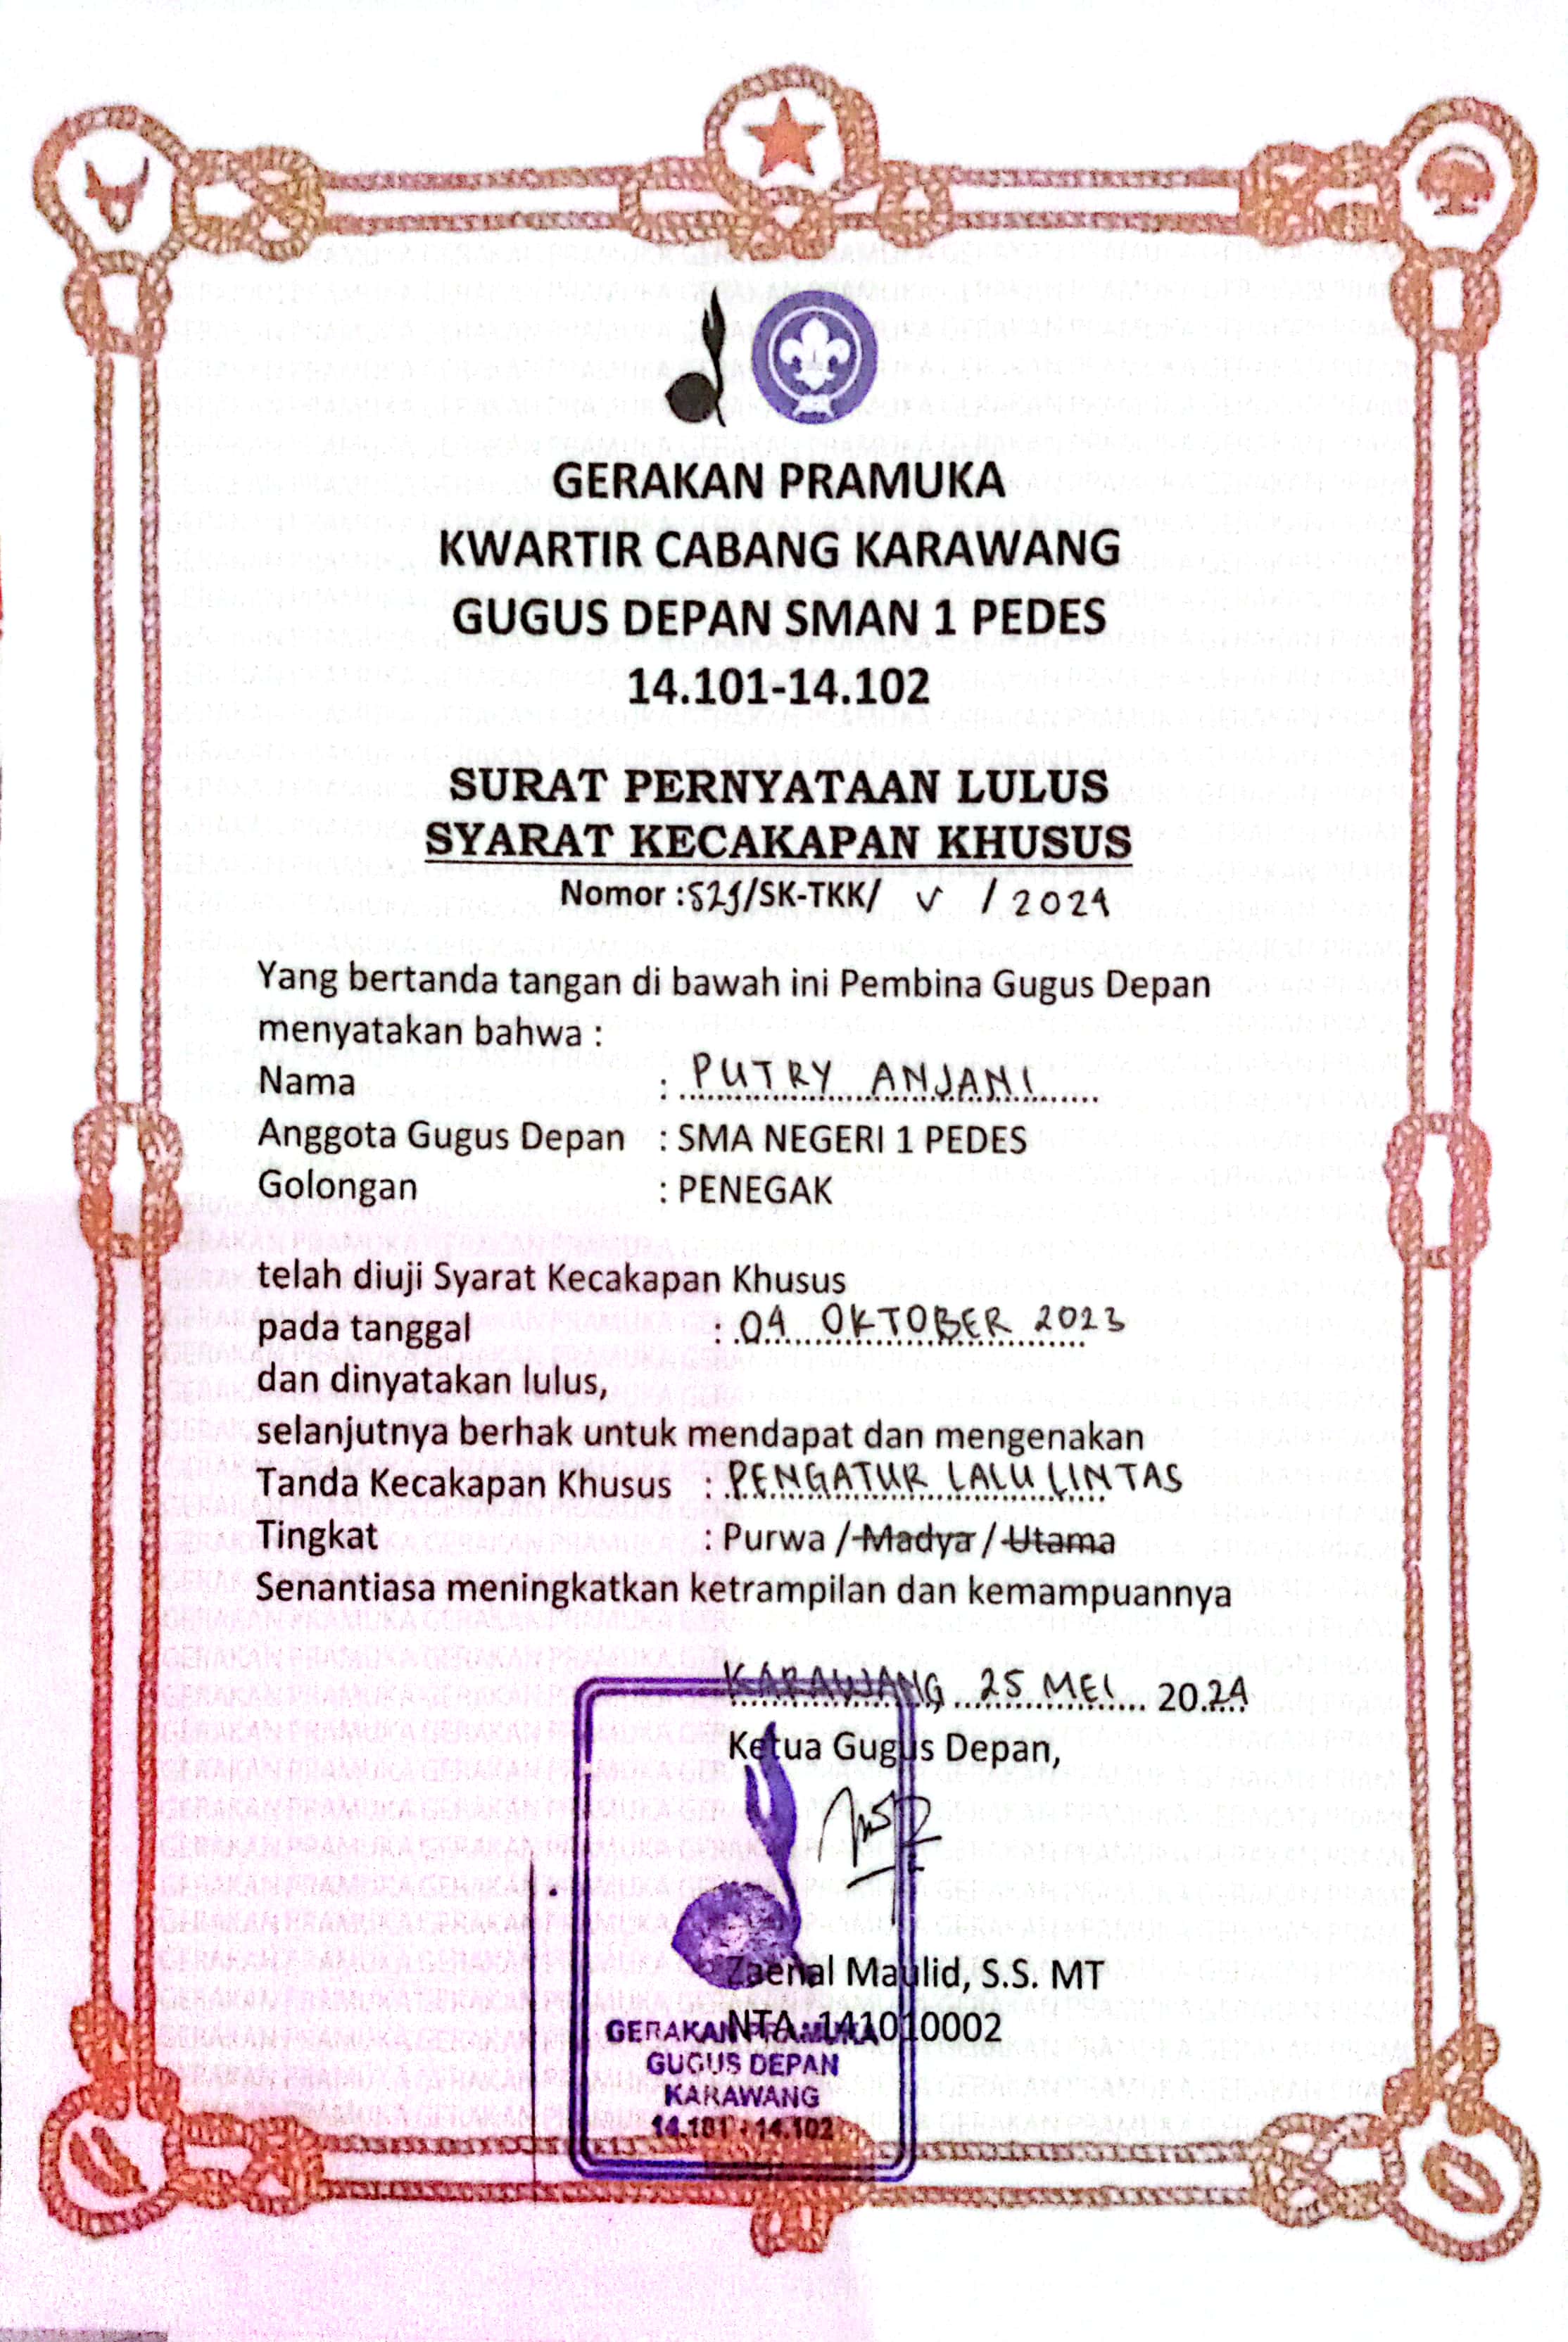 GERAKAN PRAMUKA
KWARTIR CABANG KARAWANG
GUGUS DEPAN SMAN 1 PEDES
14.101-14.102
SURAT PERNYATAAN LULUS
SYARAT KECAKAPAN KHUSUS
Nomor : /SK-TKK/ V / 2024
Yang bertanda tangan di bawah ini Pembina Gugus Depan
menyatakan bahwa :
Nama : PUTRY ANJANI
Anggota Gugus Depan : SMA NEGERI 1 PEDES
Golongan : PENEGAK
telah diuji Syarat Kecakapan Khusus
pada tanggal : 04 OKTOBER 2023
dan dinyatakan lulus,
selanjutnya berhak untuk mendapat dan mengenakan
Tanda Kecakapan Khusus : PENGATUR LALU LINTAS
Tingkat : Purwa / Madya / Utama
Senantiasa meningkatkan ketrampilan dan kemampuannya
KARAWANG, 25 MEI 2024
Ketua Gugus Depan,
Zaenal Maulid, S.S. MT
NTA. 141010002
GERAKAN PRAMUKA
GUGUS DEPAN
KARAWANG
14.101 - 14.102